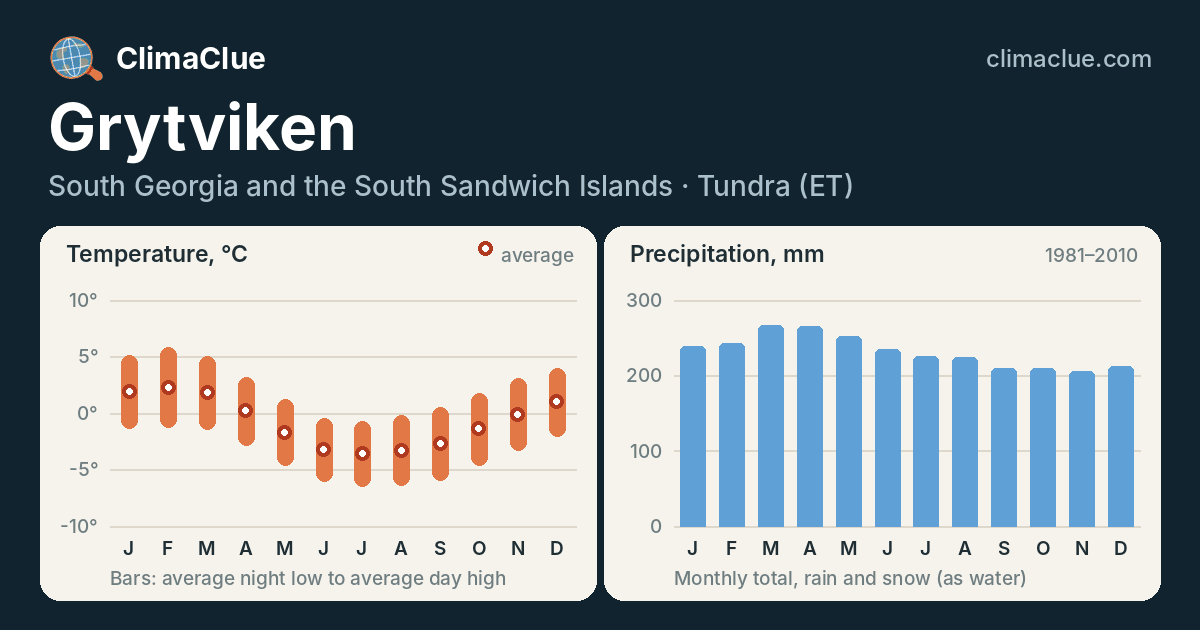 ClimaClue
climaclue.com
Grytviken
South Georgia and the South Sandwich Islands · Tundra (ET)
Temperature, °C
average
10°
5°
0°
-5°
-10°
J F M A M J J A S O N D
Bars: average night low to average day high
Precipitation, mm
1981–2010
300
200
100
0
J F M A M J J A S O N D
Monthly total, rain and snow (as water)